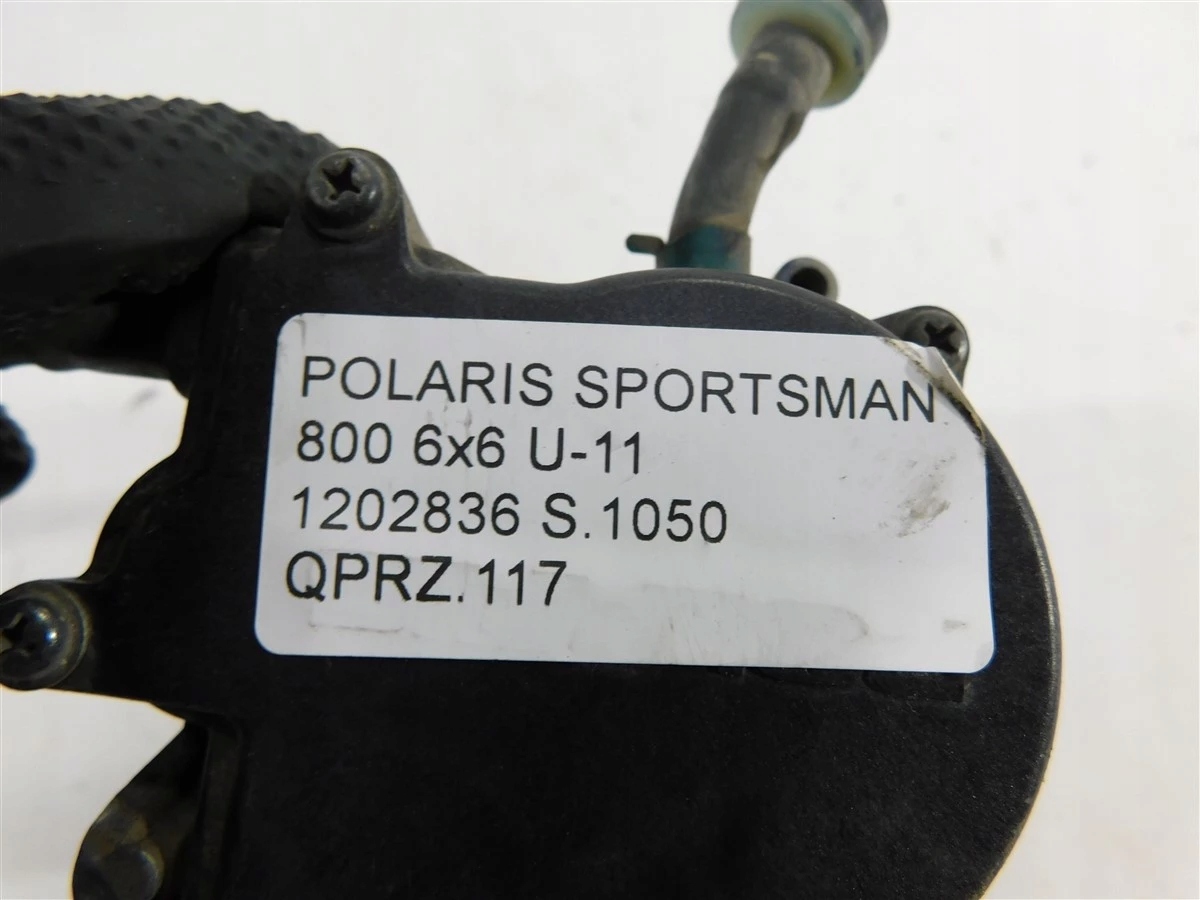 POLARIS SPORTSMAN
800 6x6 U-11
1202836 S.1050
QPRZ.117